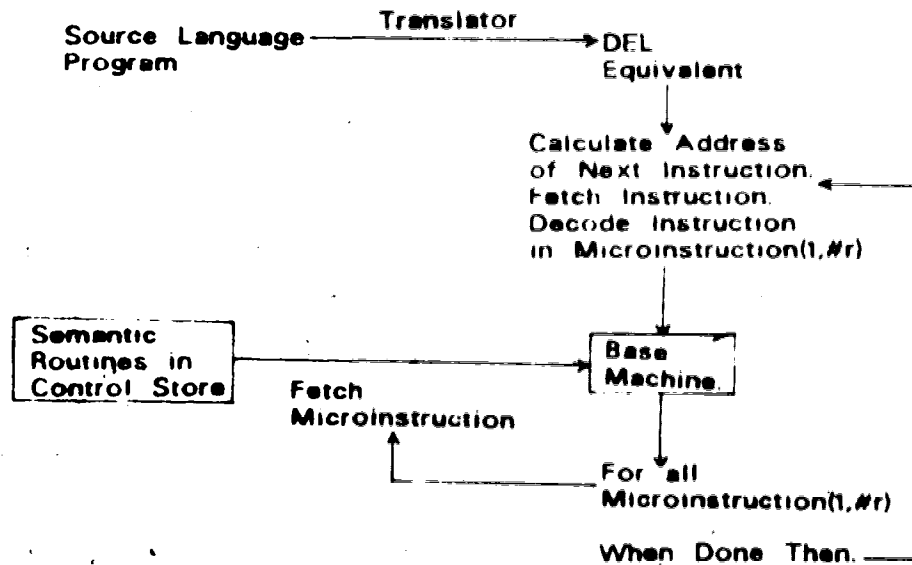 Translator
Source Language
Program
DEL
Equivalent
Calculate Address
of Next Instruction.
Fetch Instruction.
Decode Instruction
in Microinstruction(1,#r)
Semantic
Routines in
Control Store
Base
Machine.
Fetch
Microinstruction
For all
Microinstruction(1,#r)
When Done Then.